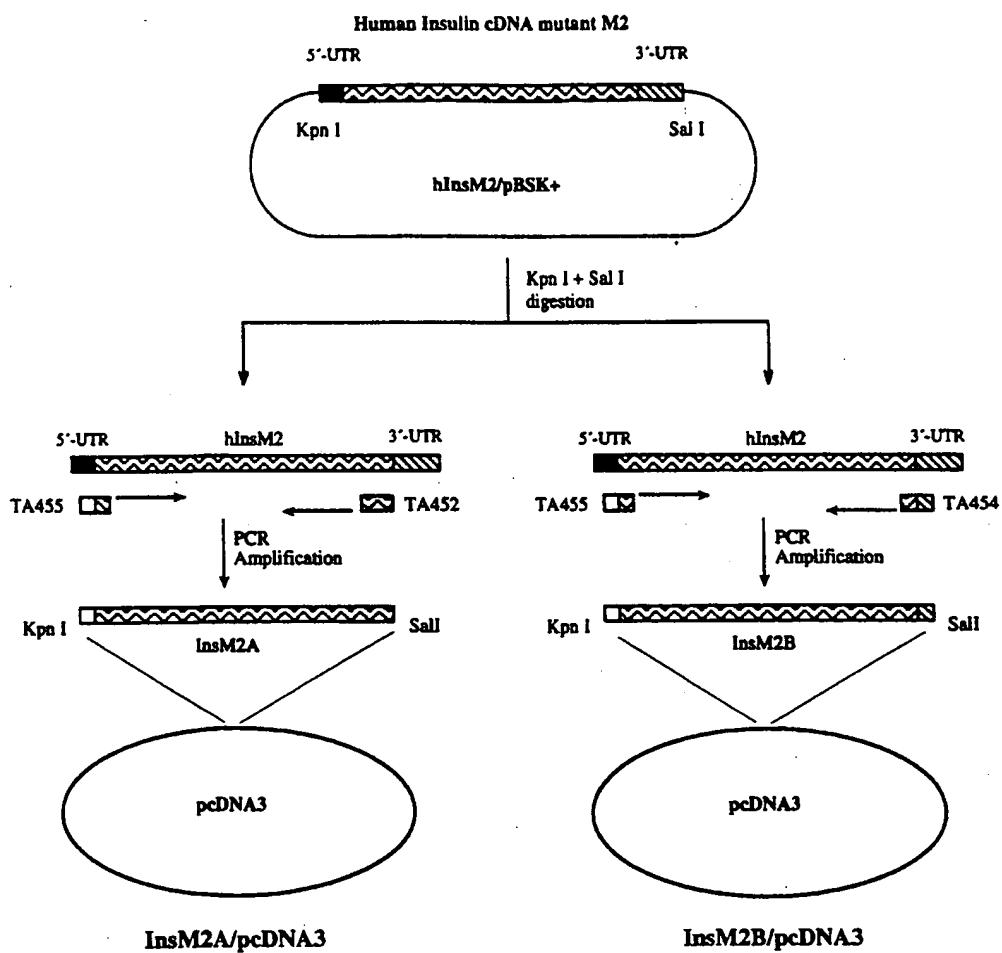 Human Insulin cDNA mutant M2
5´-UTR 3´-UTR
Kpn I Sal I
hInsM2/pBSK+
Kpn I + Sal I
digestion
5´-UTR hInsM2 3´-UTR
TA455 TA452
PCR
Amplification
Kpn I SalI
InsM2A
pcDNA3
InsM2A/pcDNA3
5´-UTR hInsM2 3´-UTR
TA455 TA454
PCR
Amplification
Kpn I SalI
InsM2B
pcDNA3
InsM2B/pcDNA3